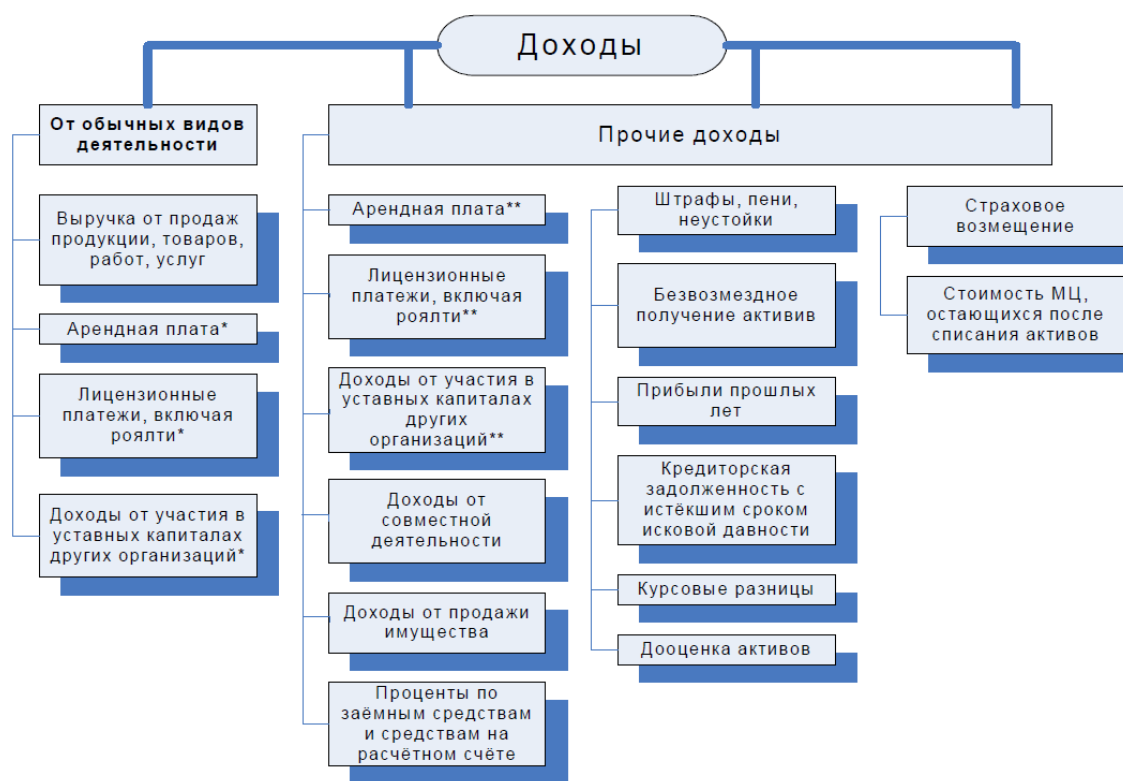 Доходы
От обычных видов
деятельности
Выручка от продаж
продукции, товаров,
работ, услуг
Арендная плата*
Лицензионные
платежи, включая
роялти*
Доходы от участия в
уставных капиталах
других организаций*
Прочие доходы
Арендная плата**
Лицензионные
платежи, включая
роялти**
Доходы от участия в
уставных капиталах
других
организаций**
Доходы от
совместной
деятельности
Доходы от продажи
имущества
Проценты по
заёмным средствам
и средствам на
расчётном счёте
Штрафы, пени,
неустойки
Безвозмездное
получение активив
Прибыли прошлых
лет
Кредиторская
задолженность с
истёкшим сроком
исковой давности
Курсовые разницы
Дооценка активов
Страховое
возмещение
Стоимость МЦ,
остающихся после
списания активов